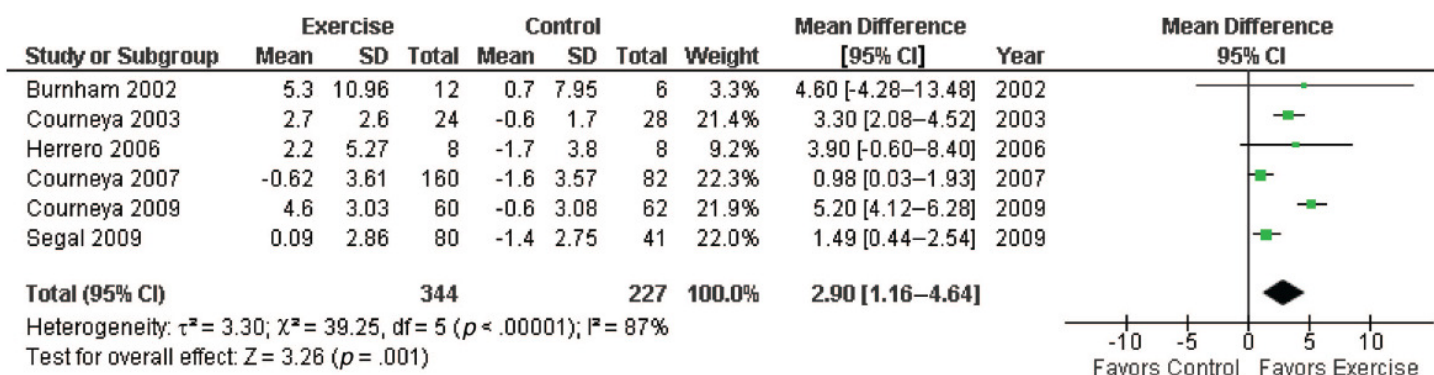 Exercise Control Mean Difference Mean Difference
Study or Subgroup Mean SD Total Mean SD Total Weight [95% CI] Year 95% CI
Burnham 2002 5.3 10.96 12 0.7 7.95 6 3.3% 4.60 [-4.28–13.48] 2002
Courneya 2003 2.7 2.6 24 -0.6 1.7 28 21.4% 3.30 [2.08–4.52] 2003
Herrero 2006 2.2 5.27 8 -1.7 3.8 8 9.2% 3.90 [-0.60–8.40] 2006
Courneya 2007 -0.62 3.61 160 -1.6 3.57 82 22.3% 0.98 [0.03–1.93] 2007
Courneya 2009 4.6 3.03 60 -0.6 3.08 62 21.9% 5.20 [4.12–6.28] 2009
Segal 2009 0.09 2.86 80 -1.4 2.75 41 22.0% 1.49 [0.44–2.54] 2009
Total (95% CI) 344 227 100.0% 2.90 [1.16–4.64]
Heterogeneity: τ² = 3.30; χ² = 39.25, df = 5 (p < .00001); I² = 87%
Test for overall effect: Z = 3.26 (p = .001)
-10 -5 0 5 10
Favors Control Favors Exercise